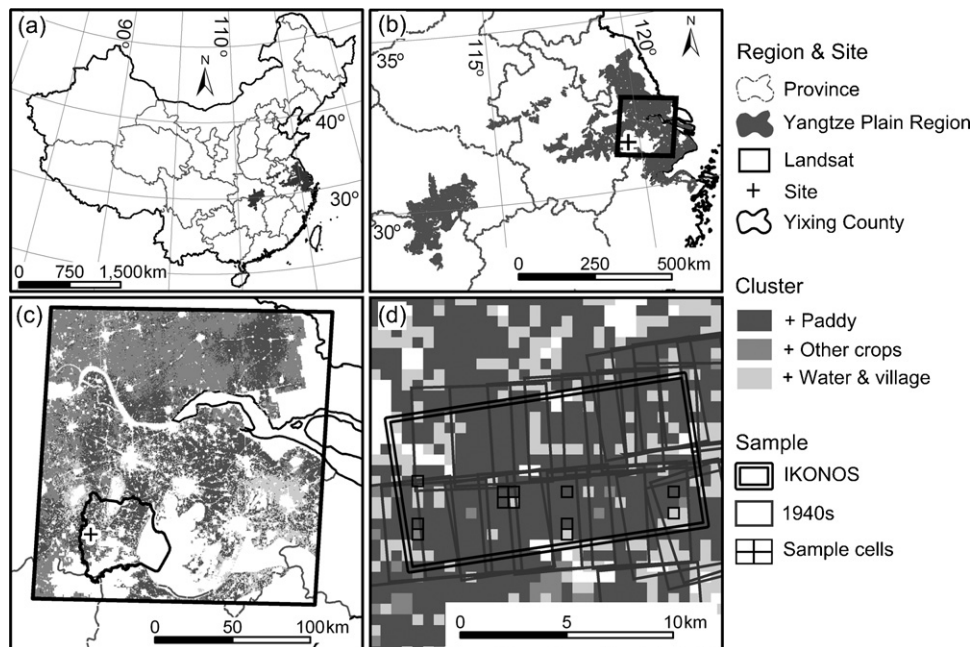 (a)
90°
110°
N
40°
30°
0 750 1,500km
(b)
35°
115°
120°
N
30°
0 250 500km
(c)
0 50 100km
(d)
0 5 10km
Region & Site
Province
Yangtze Plain Region
Landsat
Site
Yixing County
Cluster
+ Paddy
+ Other crops
+ Water & village
Sample
IKONOS
1940s
Sample cells